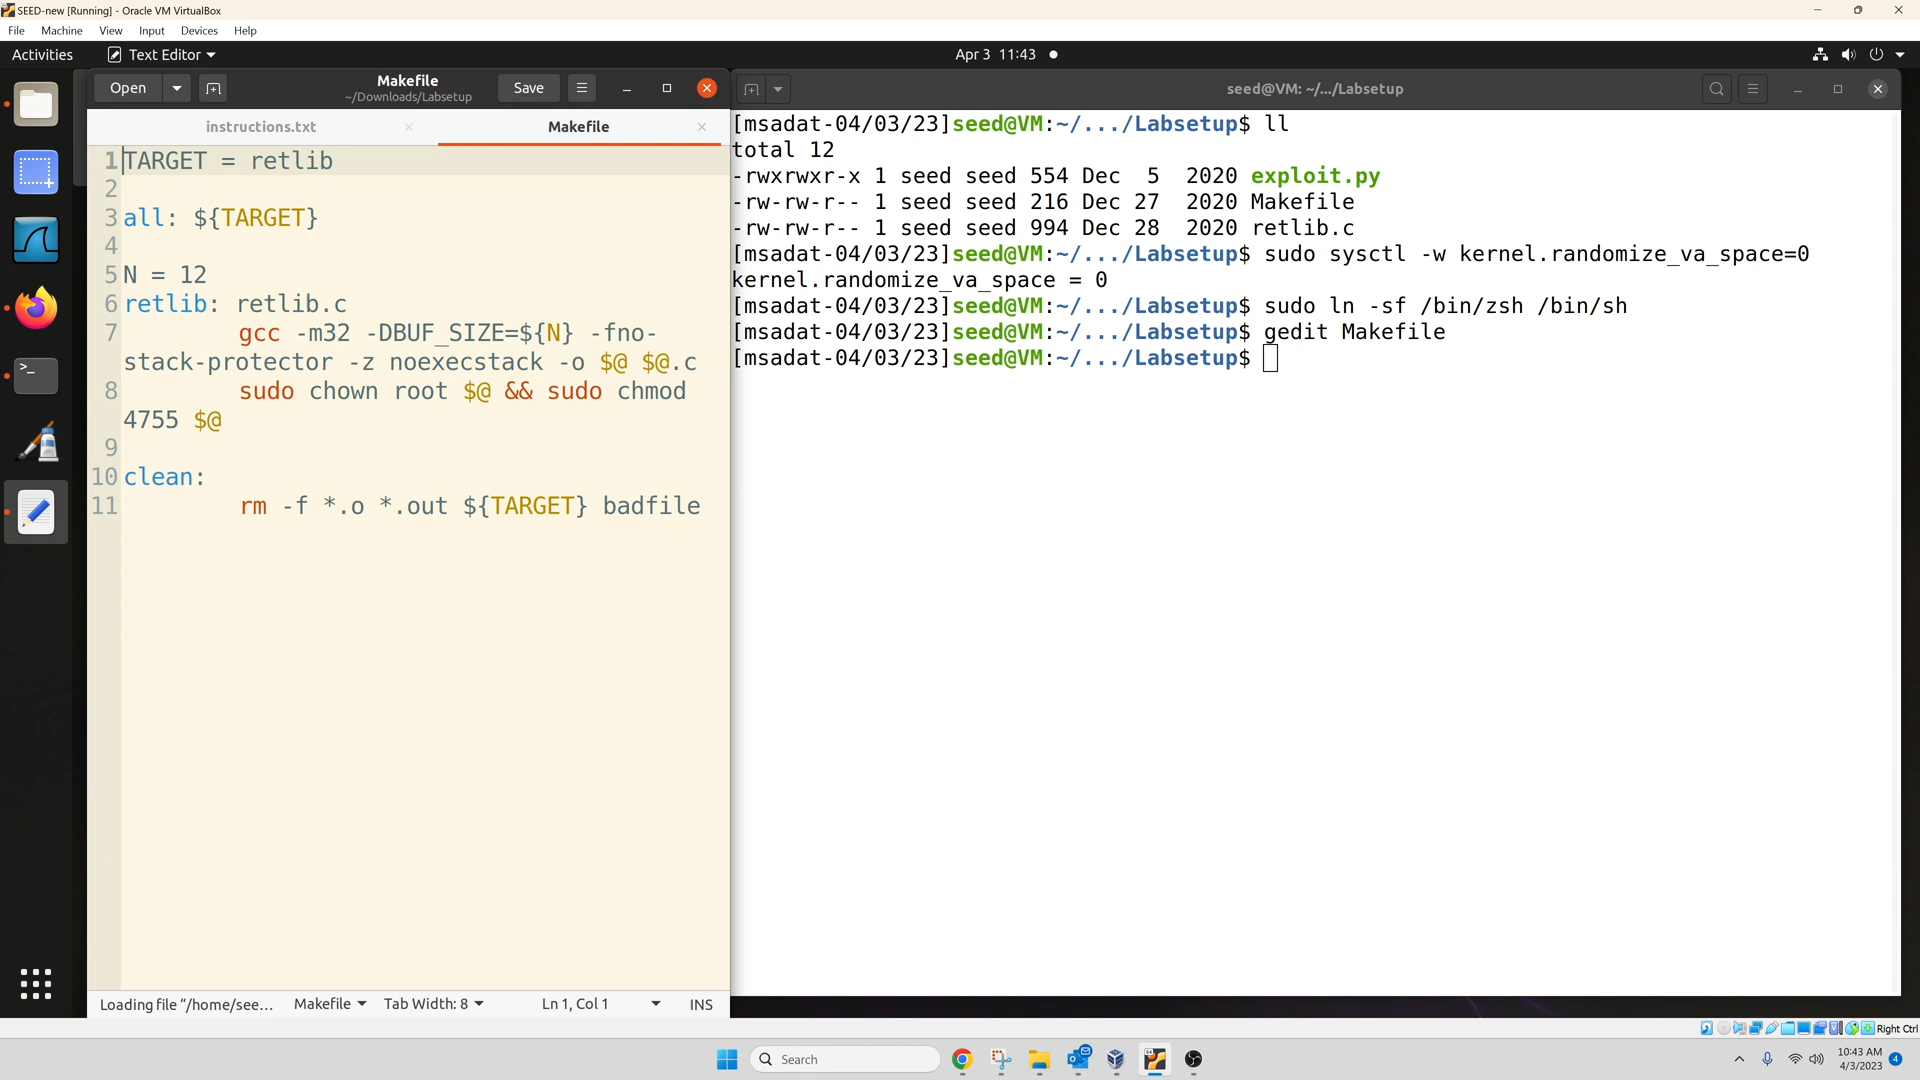 SEED-new [Running] - Oracle VM VirtualBox
File Machine View Input Devices Help
Activities Text Editor Apr 3 11:43
Open Makefile Save
~/Downloads/Labsetup
instructions.txt Makefile
1 TARGET = retlib
2
3 all: ${TARGET}
4
5 N = 12
6 retlib: retlib.c
7 gcc -m32 -DBUF_SIZE=${N} -fno-
stack-protector -z noexecstack -o $@ $@.c
8 sudo chown root $@ && sudo chmod
4755 $@
9
10 clean:
11 rm -f *.o *.out ${TARGET} badfile
Loading file “/home/see... Makefile Tab Width: 8 Ln 1, Col 1 INS
seed@VM: ~/.../Labsetup
[msadat-04/03/23]seed@VM:~/.../Labsetup$ ll
total 12
-rwxrwxr-x 1 seed seed 554 Dec 5 2020 exploit.py
-rw-rw-r-- 1 seed seed 216 Dec 27 2020 Makefile
-rw-rw-r-- 1 seed seed 994 Dec 28 2020 retlib.c
[msadat-04/03/23]seed@VM:~/.../Labsetup$ sudo sysctl -w kernel.randomize_va_space=0
kernel.randomize_va_space = 0
[msadat-04/03/23]seed@VM:~/.../Labsetup$ sudo ln -sf /bin/zsh /bin/sh
[msadat-04/03/23]seed@VM:~/.../Labsetup$ gedit Makefile
[msadat-04/03/23]seed@VM:~/.../Labsetup$
Right Ctrl
Search
10:43 AM
4/3/2023
4